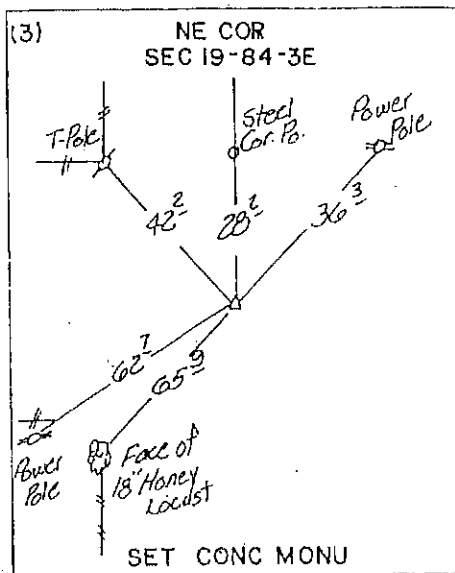 (3) NE COR
SEC 19-84-3E
T-Pole
Steel
Cor. Po.
Power
Pole
42²
28²
36³
62⁷
65⁹
Power
Pole
Face of
18" Honey
Locust
SET CONC MONU